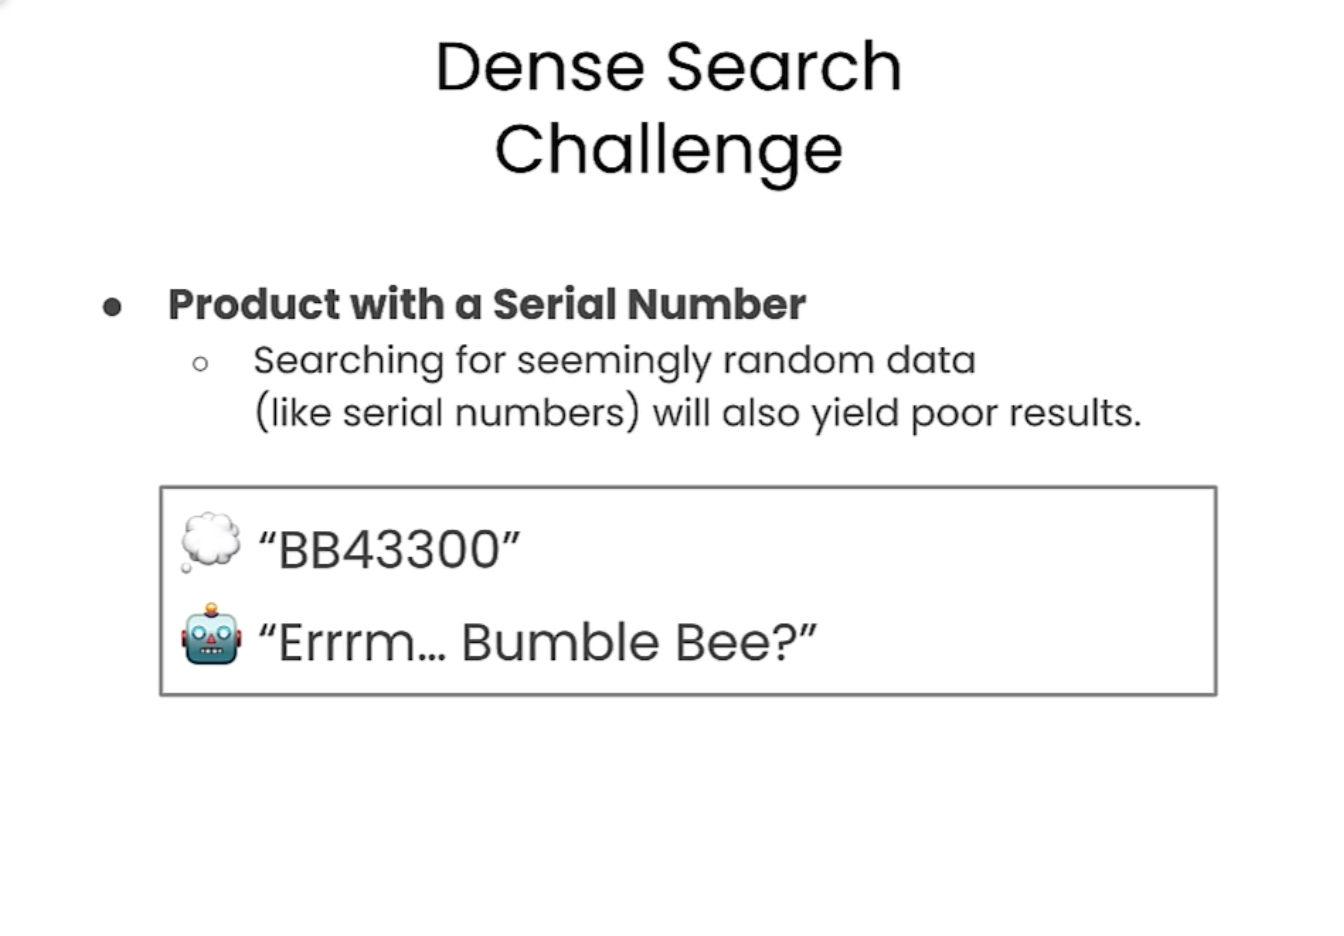 Dense Search
Challenge
● Product with a Serial Number
○ Searching for seemingly random data
(like serial numbers) will also yield poor results.
“BB43300”
“Errrm... Bumble Bee?”